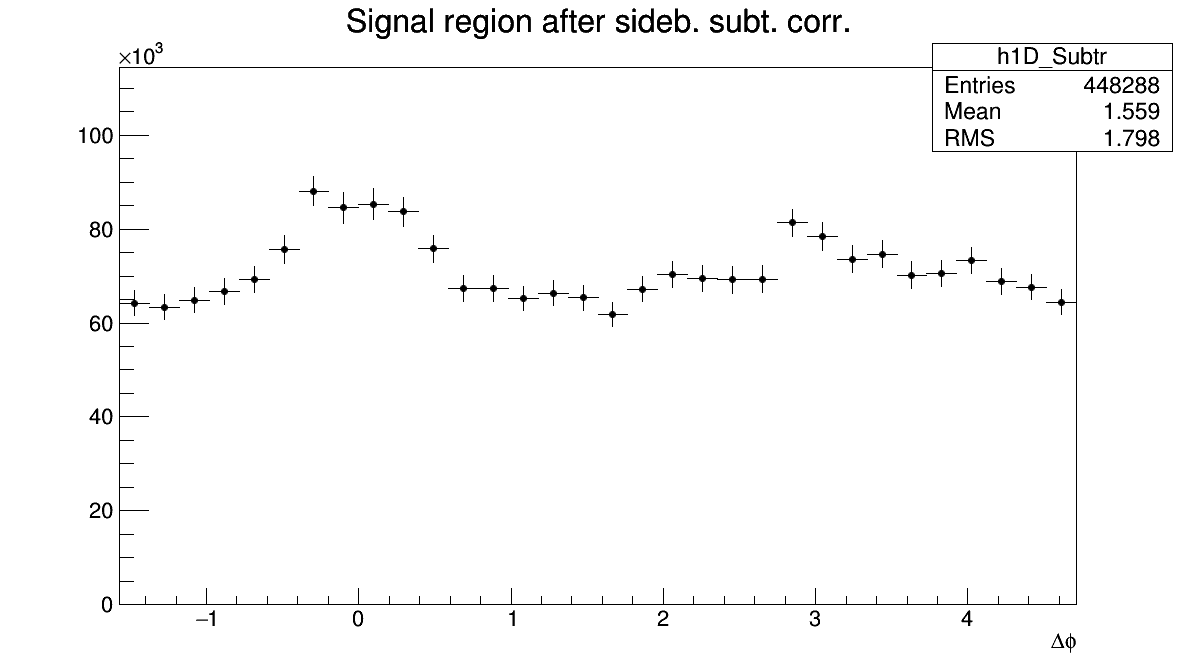 Signal region after sideb. subt. corr.
×10³
h1D_Subtr
Entries 448288
Mean 1.559
RMS 1.798
100
80
60
40
20
0
−1 0 1 2 3 4
Δϕ